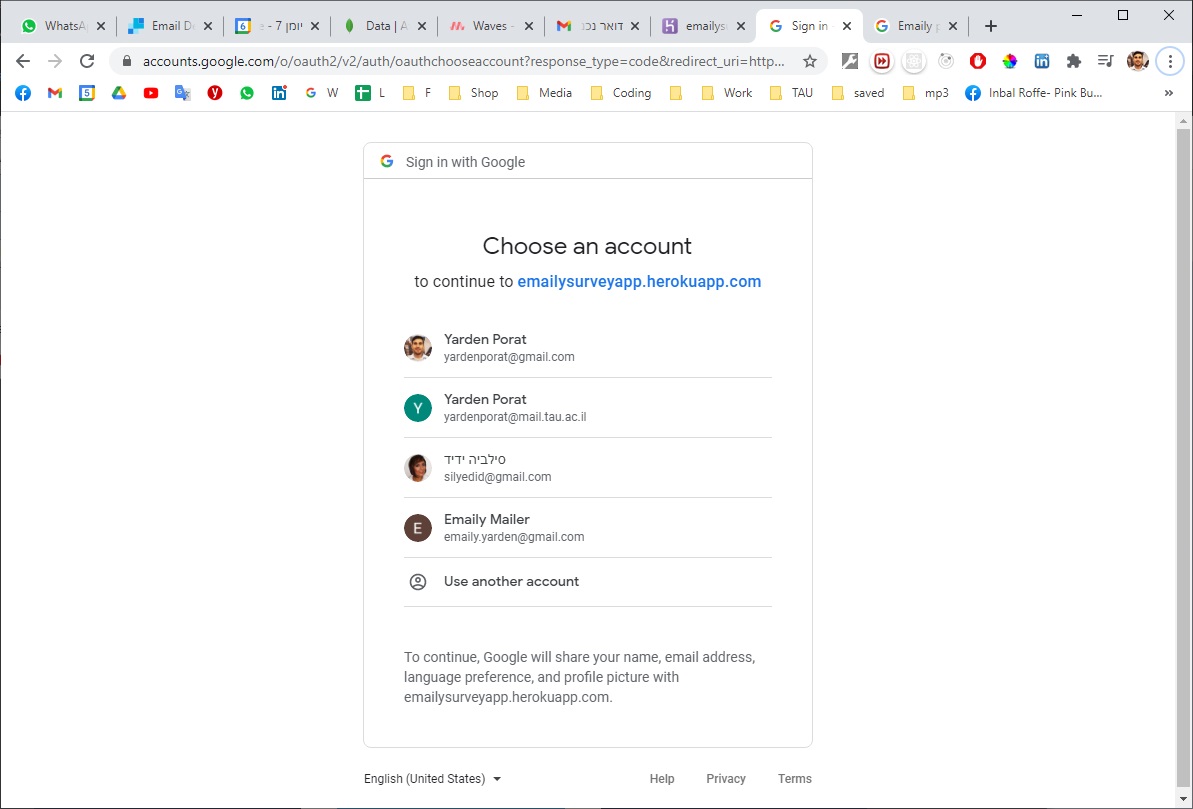 WhatsA
Email De
6
יומן - 7
Data | A
Waves -
דואר נכנ
emailys
Sign in -
Emaily p
accounts.google.com/o/oauth2/v2/auth/oauthchooseaccount?response_type=code&redirect_uri=http...
5
G W
L
F
Shop
Media
Coding
Work
TAU
saved
mp3
Inbal Roffe- Pink Bu...
»
Sign in with Google
Choose an account
to continue to emailysurveyapp.herokuapp.com
Yarden Porat
yardenporat@gmail.com
Y
Yarden Porat
yardenporat@mail.tau.ac.il
סילביה ידיד
silyedid@gmail.com
E
Emaily Mailer
emaily.yarden@gmail.com
Use another account
To continue, Google will share your name, email address,
language preference, and profile picture with
emailysurveyapp.herokuapp.com.
English (United States)
Help
Privacy
Terms